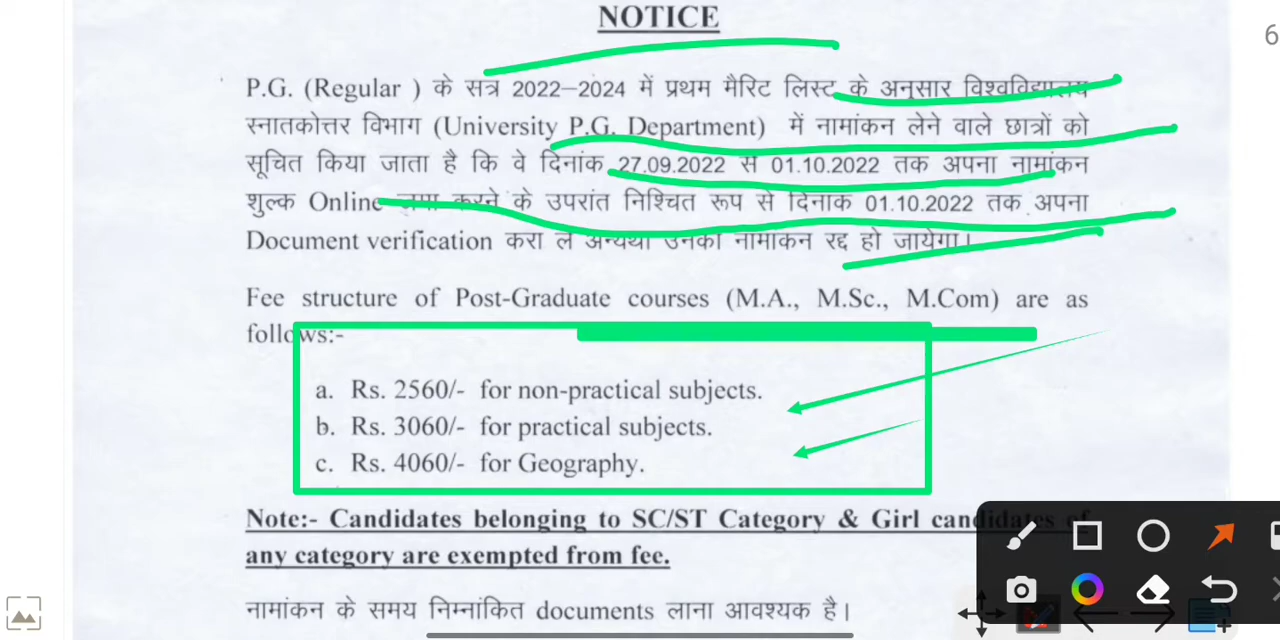 NOTICE
6
P.G. (Regular ) के सत्र 2022–2024 में प्रथम मैरिट लिस्ट के अनुसार विश्वविद्यालय
स्नातकोत्तर विभाग (University P.G. Department) में नामांकन लेने वाले छात्रों को
सूचित किया जाता है कि वे दिनांक 27.09.2022 से 01.10.2022 तक अपना नामांकन
शुल्क Online जमा करने के उपरांत निश्चित रूप से दिनाक 01.10.2022 तक अपना
Document verification करा ले अन्यथा उनका नामांकन रद्द हो जायेगा।
Fee structure of Post-Graduate courses (M.A., M.Sc., M.Com) are as
follows:-
a. Rs. 2560/- for non-practical subjects.
b. Rs. 3060/- for practical subjects.
c. Rs. 4060/- for Geography.
Note:- Candidates belonging to SC/ST Category & Girl candidates of
any category are exempted from fee.
नामांकन के समय निम्नांकित documents लाना आवश्यक है।